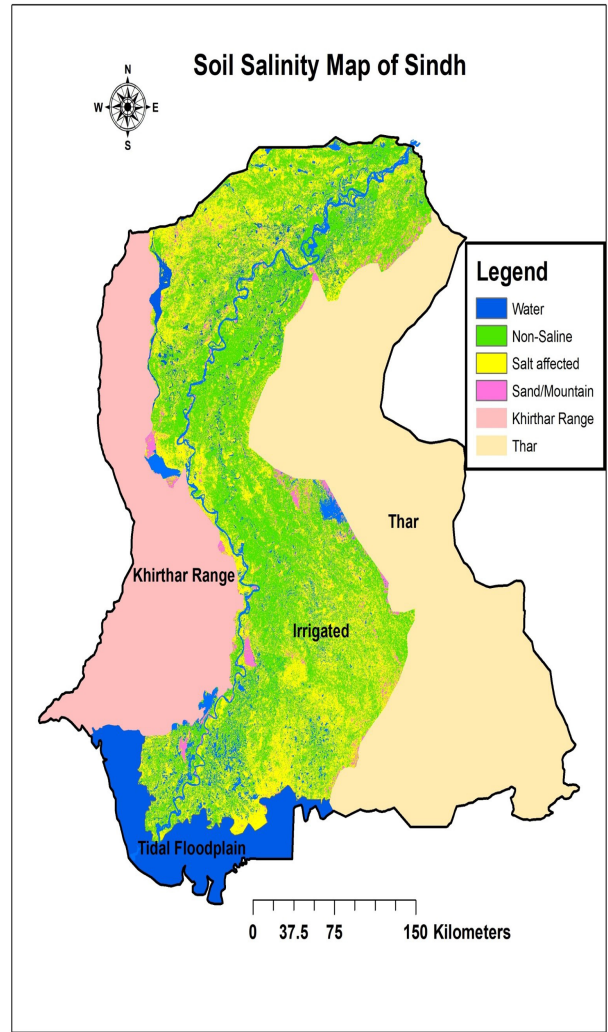 Soil Salinity Map of Sindh
N
W E
S
Legend
Water
Non-Saline
Salt affected
Sand/Mountain
Khirthar Range
Thar
Thar
Khirthar Range
Irrigated
Tidal Floodplain
0 37.5 75 150 Kilometers